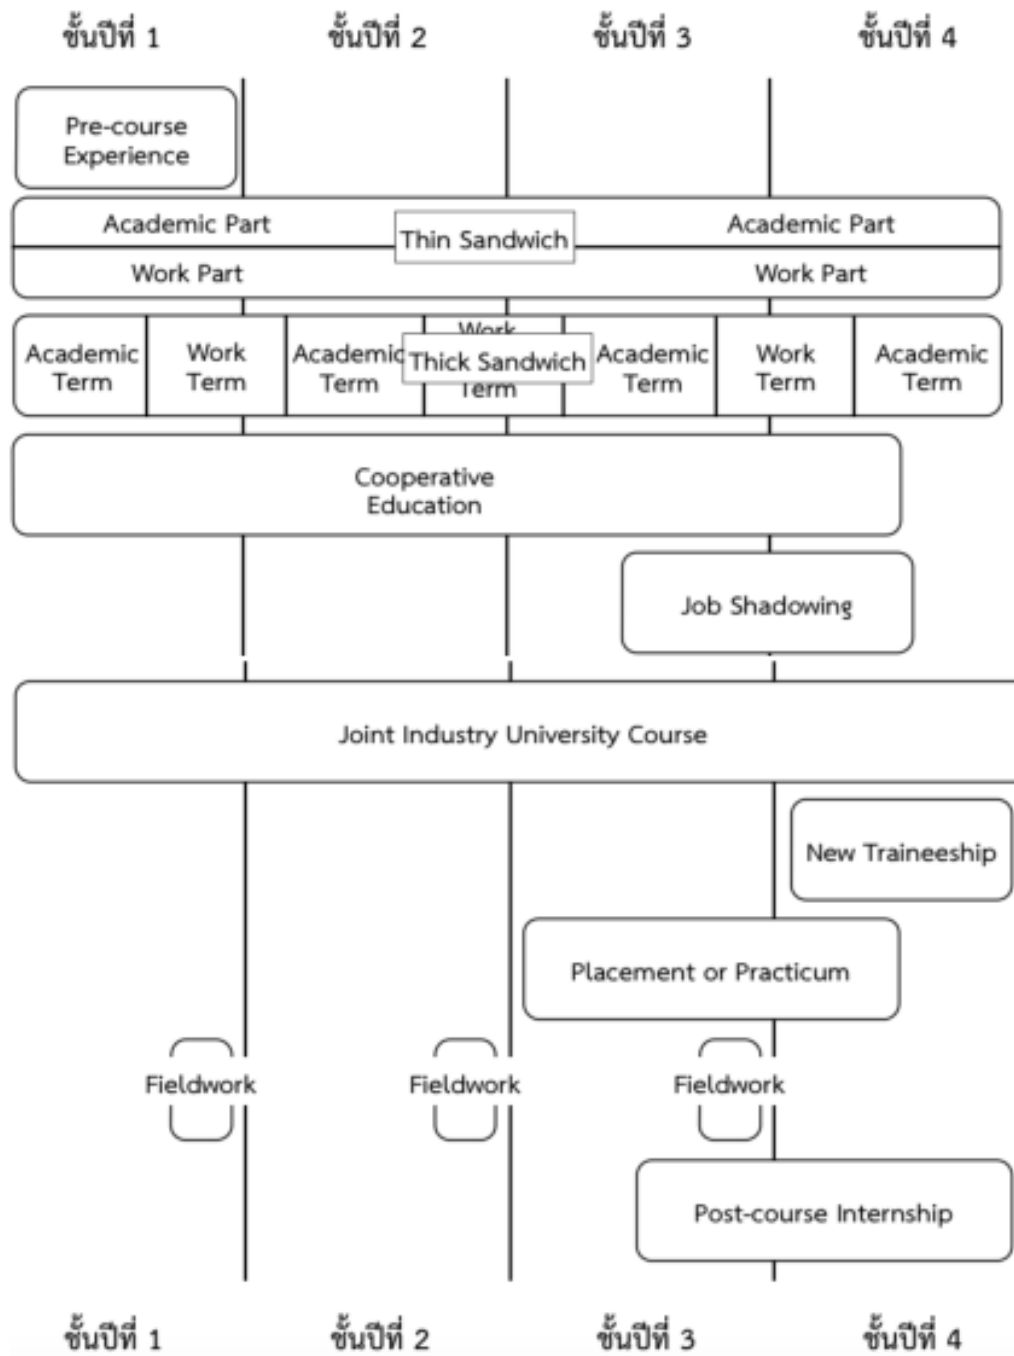 ชั้นปีที่ 1 ชั้นปีที่ 2 ชั้นปีที่ 3 ชั้นปีที่ 4
Pre-course
Experience
Academic Part Thin Sandwich Academic Part
Work Part Work Part
Academic
Term
Work
Term
Academic
Term
Work
Thick Sandwich
Term
Academic
Term
Work
Term
Academic
Term
Cooperative
Education
Job Shadowing
Joint Industry University Course
New Traineeship
Placement or Practicum
Fieldwork Fieldwork Fieldwork
Post-course Internship
ชั้นปีที่ 1 ชั้นปีที่ 2 ชั้นปีที่ 3 ชั้นปีที่ 4